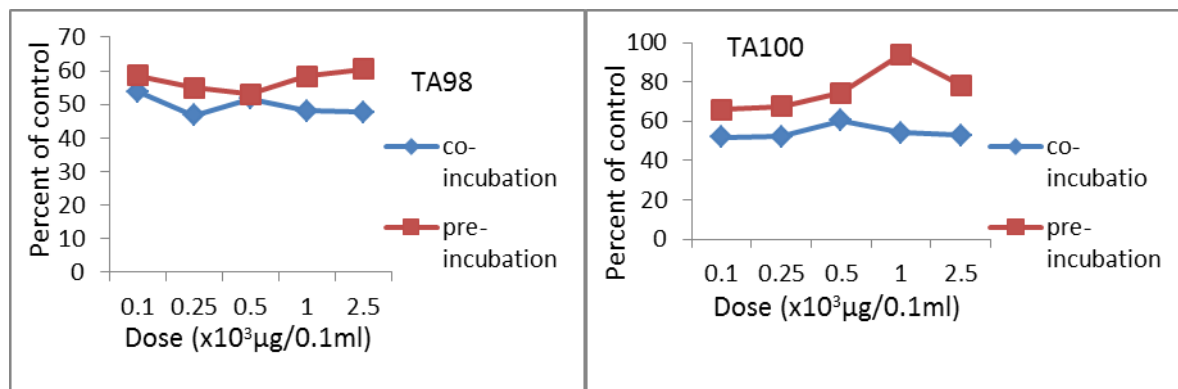 70
60
50
40
30
20
10
0
Percent of control
0.1 0.25 0.5 1 2.5
Dose (x10³µg/0.1ml)
TA98
co-
incubation
pre-
incubation
100
80
60
40
20
0
Percent of control
0.1 0.25 0.5 1 2.5
Dose (x10³µg/0.1ml)
TA100
co-
incubatio
pre-
incubation